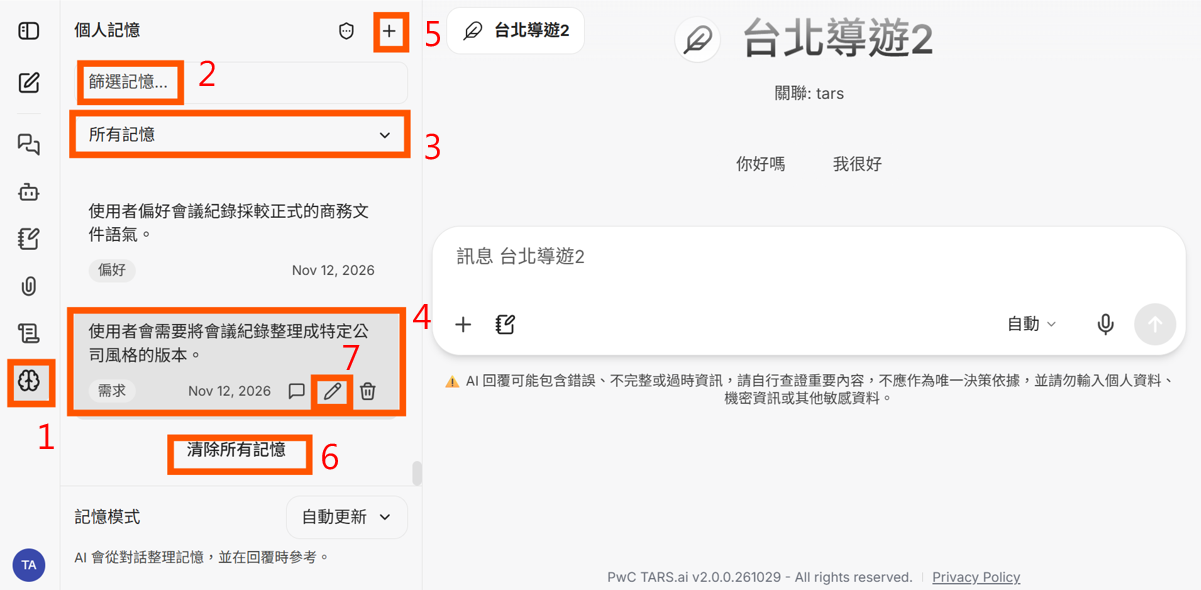 個人記憶
5
台北導遊2
台北導遊2
篩選記憶...
2
關聯: tars
所有記憶
3
你好嗎
我很好
使用者偏好會議紀錄採較正式的商務文
件語氣。
偏好
Nov 12, 2026
訊息 台北導遊2
使用者會需要將會議紀錄整理成特定公
司風格的版本。
4
7
需求
Nov 12, 2026
自動
1
⚠️ AI 回覆可能包含錯誤、不完整或過時資訊，請自行查證重要內容，不應作為唯一決策依據，並請勿輸入個人資料、
機密資訊或其他敏感資料。
清除所有記憶
6
記憶模式
自動更新
AI 會從對話整理記憶，並在回覆時參考。
TA
PwC TARS.ai v2.0.0.261029 - All rights reserved.
Privacy Policy